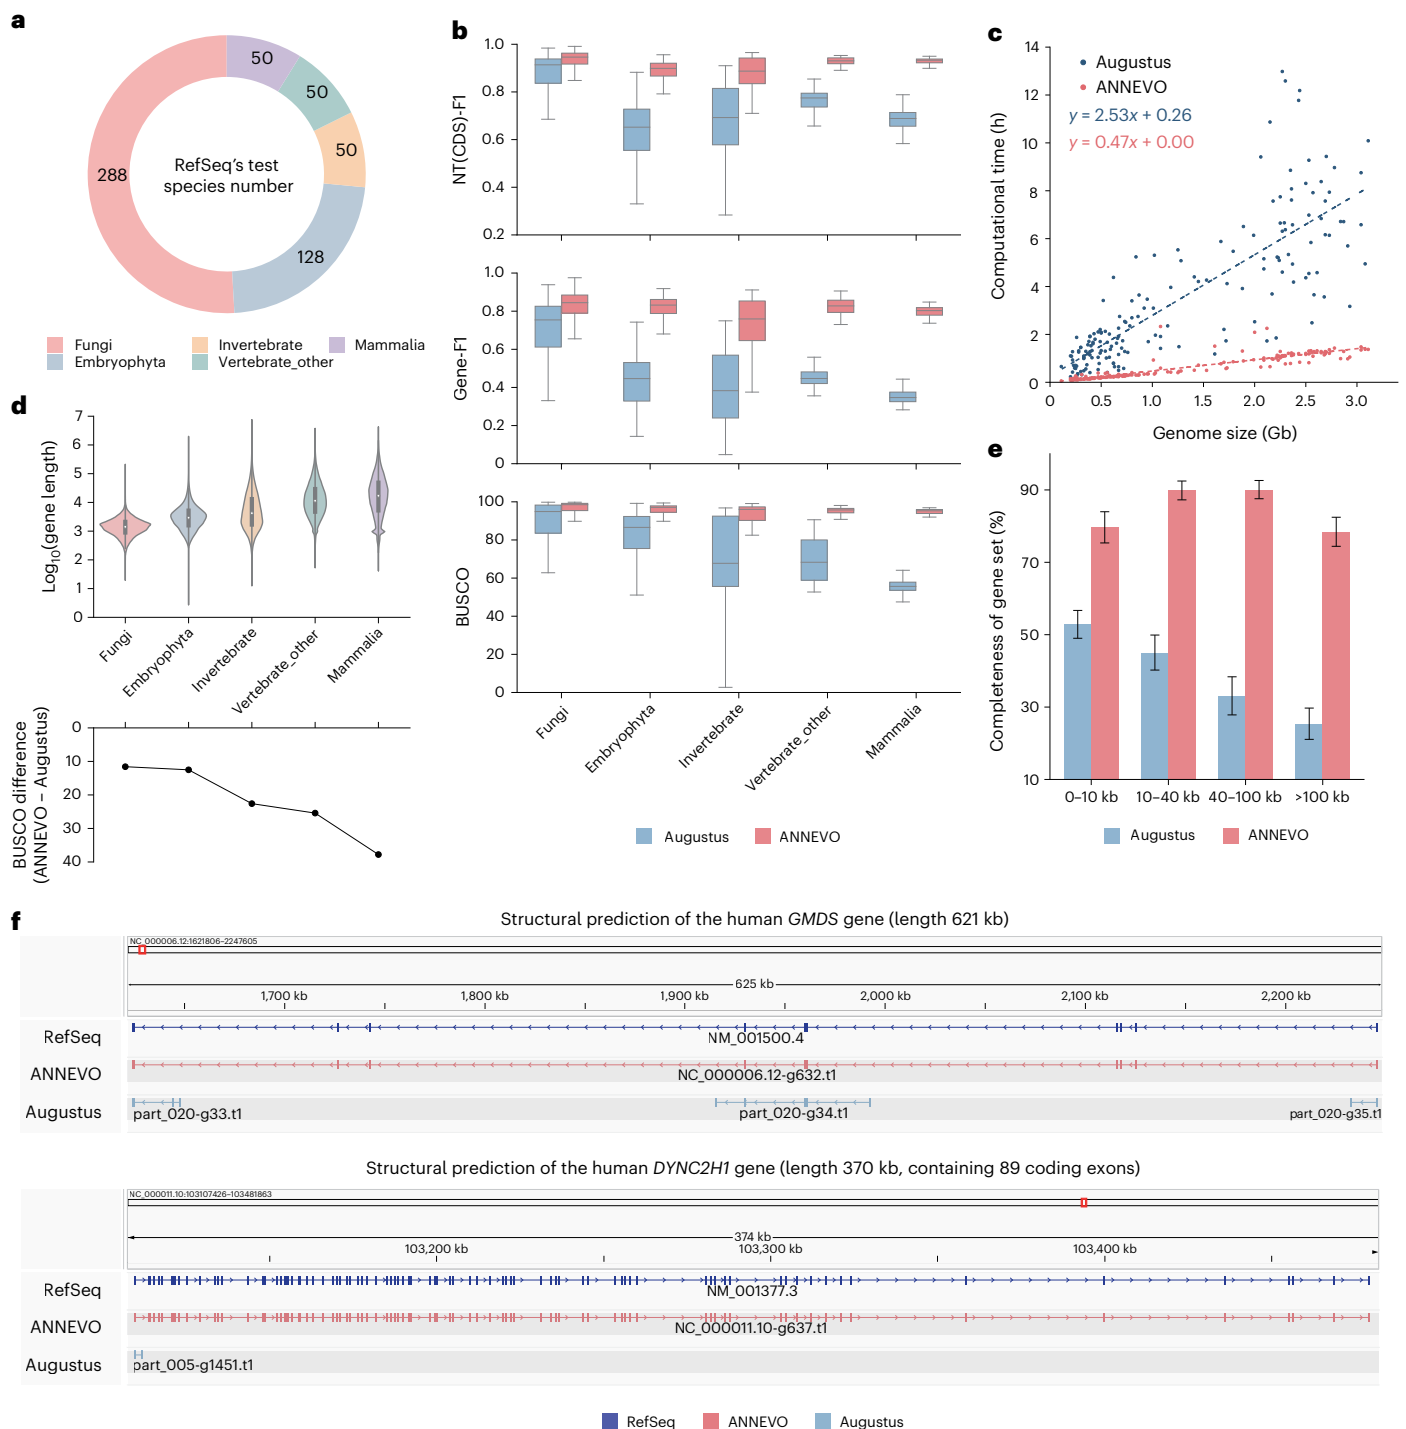 a
50
50
50
288
128
RefSeq's test
species number
Fungi
Invertebrate
Mammalia
Embryophyta
Vertebrate_other
b
1.0
0.8
0.6
0.4
0.2
NT(CDS)-F1
1.0
0.8
0.6
0.4
0.2
0
Gene-F1
100
80
60
40
20
0
BUSCO
Fungi
Embryophyta
Invertebrate
Vertebrate_other
Mammalia
Augustus
ANNEVO
c
14
12
10
8
6
4
2
0
Computational time (h)
Augustus
ANNEVO
y = 2.53x + 0.26
y = 0.47x + 0.00
0
0.5
1.0
1.5
2.0
2.5
3.0
Genome size (Gb)
d
7
6
5
4
3
2
1
0
Log10(gene length)
Fungi
Embryophyta
Invertebrate
Vertebrate_other
Mammalia
0
10
20
30
40
BUSCO difference
(ANNEVO – Augustus)
e
90
70
50
30
10
Completeness of gene set (%)
0–10 kb
10–40 kb
40–100 kb
>100 kb
Augustus
ANNEVO
f
Structural prediction of the human GMDS gene (length 621 kb)
NC_000006.12:1621806–2247605
625 kb
1,700 kb
1,800 kb
1,900 kb
2,000 kb
2,100 kb
2,200 kb
RefSeq
NM_001500.4
ANNEVO
NC_000006.12-g632.t1
Augustus
part_020-g33.t1
part_020-g34.t1
part_020-g35.t1
Structural prediction of the human DYNC2H1 gene (length 370 kb, containing 89 coding exons)
NC_000011.10:103107426–103481863
374 kb
103,200 kb
103,300 kb
103,400 kb
RefSeq
NM_001377.3
ANNEVO
NC_000011.10-g637.t1
Augustus
part_005-g1451.t1
RefSeq
ANNEVO
Augustus